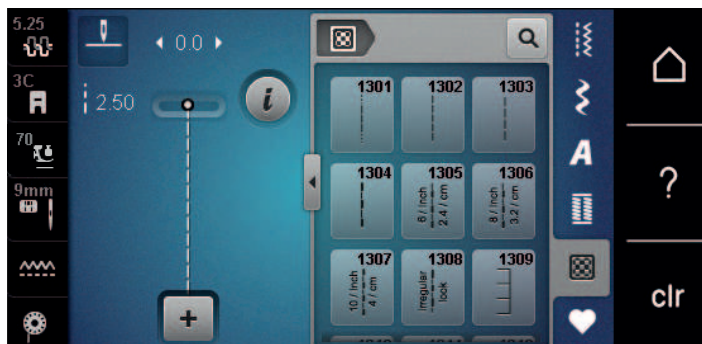 5.25
0.0
1301 1302 1303
3C
2.50
i
70
1304 1305 1306
6 / Inch
2.4 / cm
8 / Inch
3.2 / cm
A
?
9mm
1307 1308 1309
10 / Inch
4 / cm
Irregular
look
+
clr